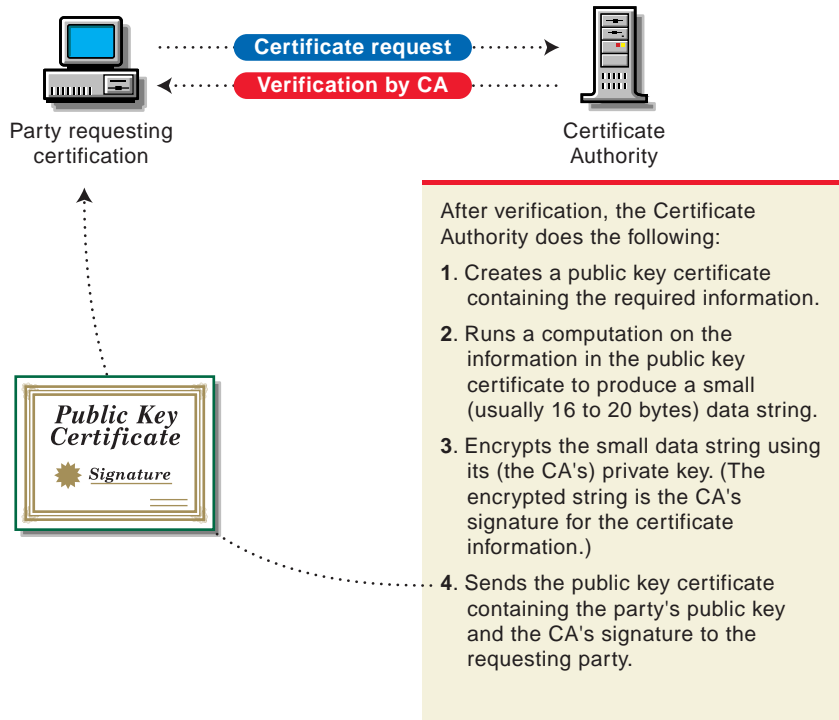 Certificate request
Verification by CA
Party requesting
certification
Certificate
Authority
After verification, the Certificate
Authority does the following:
1. Creates a public key certificate
containing the required information.
2. Runs a computation on the
information in the public key
certificate to produce a small
(usually 16 to 20 bytes) data string.
3. Encrypts the small data string using
its (the CA's) private key. (The
encrypted string is the CA's
signature for the certificate
information.)
4. Sends the public key certificate
containing the party's public key
and the CA's signature to the
requesting party.
Public Key
Certificate
Signature